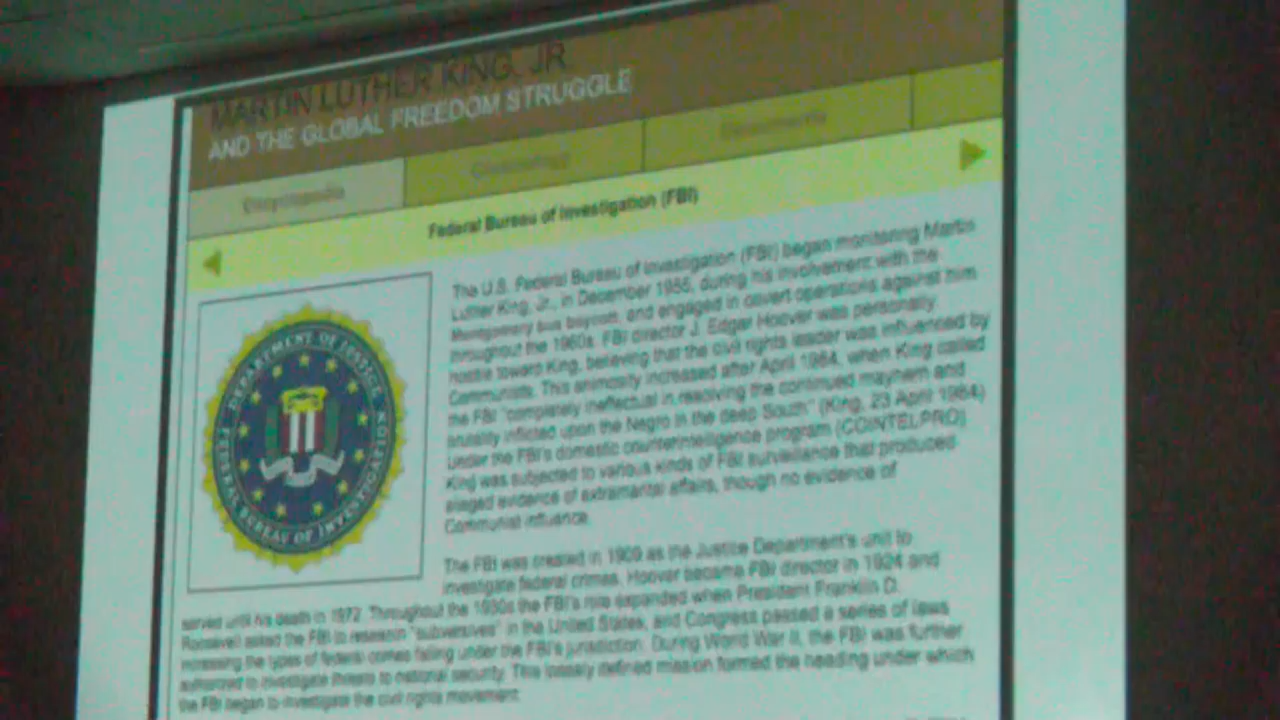 MARTIN LUTHER KING, JR.
AND THE GLOBAL FREEDOM STRUGGLE
Encyclopedia
Chronology
Documents
Federal Bureau of Investigation (FBI)
DEPARTMENT OF JUSTICE
FEDERAL BUREAU OF INVESTIGATION
The U.S. Federal Bureau of Investigation (FBI) began monitoring Martin
Luther King, Jr., in December 1955, during his involvement with the
Montgomery bus boycott, and engaged in covert operations against him
throughout the 1960s. FBI director J. Edgar Hoover was personally
hostile toward King, believing that the civil rights leader was influenced by
Communists. This animosity increased after April 1964, when King called
the FBI "completely ineffectual in resolving the continued mayhem and
brutality inflicted upon the Negro in the deep South" (King, 23 April 1964)
under the FBI's domestic counterintelligence program (COINTELPRO)
King was subjected to various kinds of FBI surveillance that produced
alleged evidence of extramarital affairs, though no evidence of
Communist influence.
The FBI was created in 1909 as the Justice Department's unit to
investigate federal crimes. Hoover became FBI director in 1924 and
served until his death in 1972. Throughout the 1930s the FBI's role expanded when President Franklin D.
Roosevelt asked the FBI to research "subversives" in the United States, and Congress passed a series of laws
increasing the types of federal crimes falling under the FBI's jurisdiction. During World War II, the FBI was further
authorized to investigate threats to national security. This loosely defined mission formed the heading under which
the FBI began to investigate the civil rights movement.